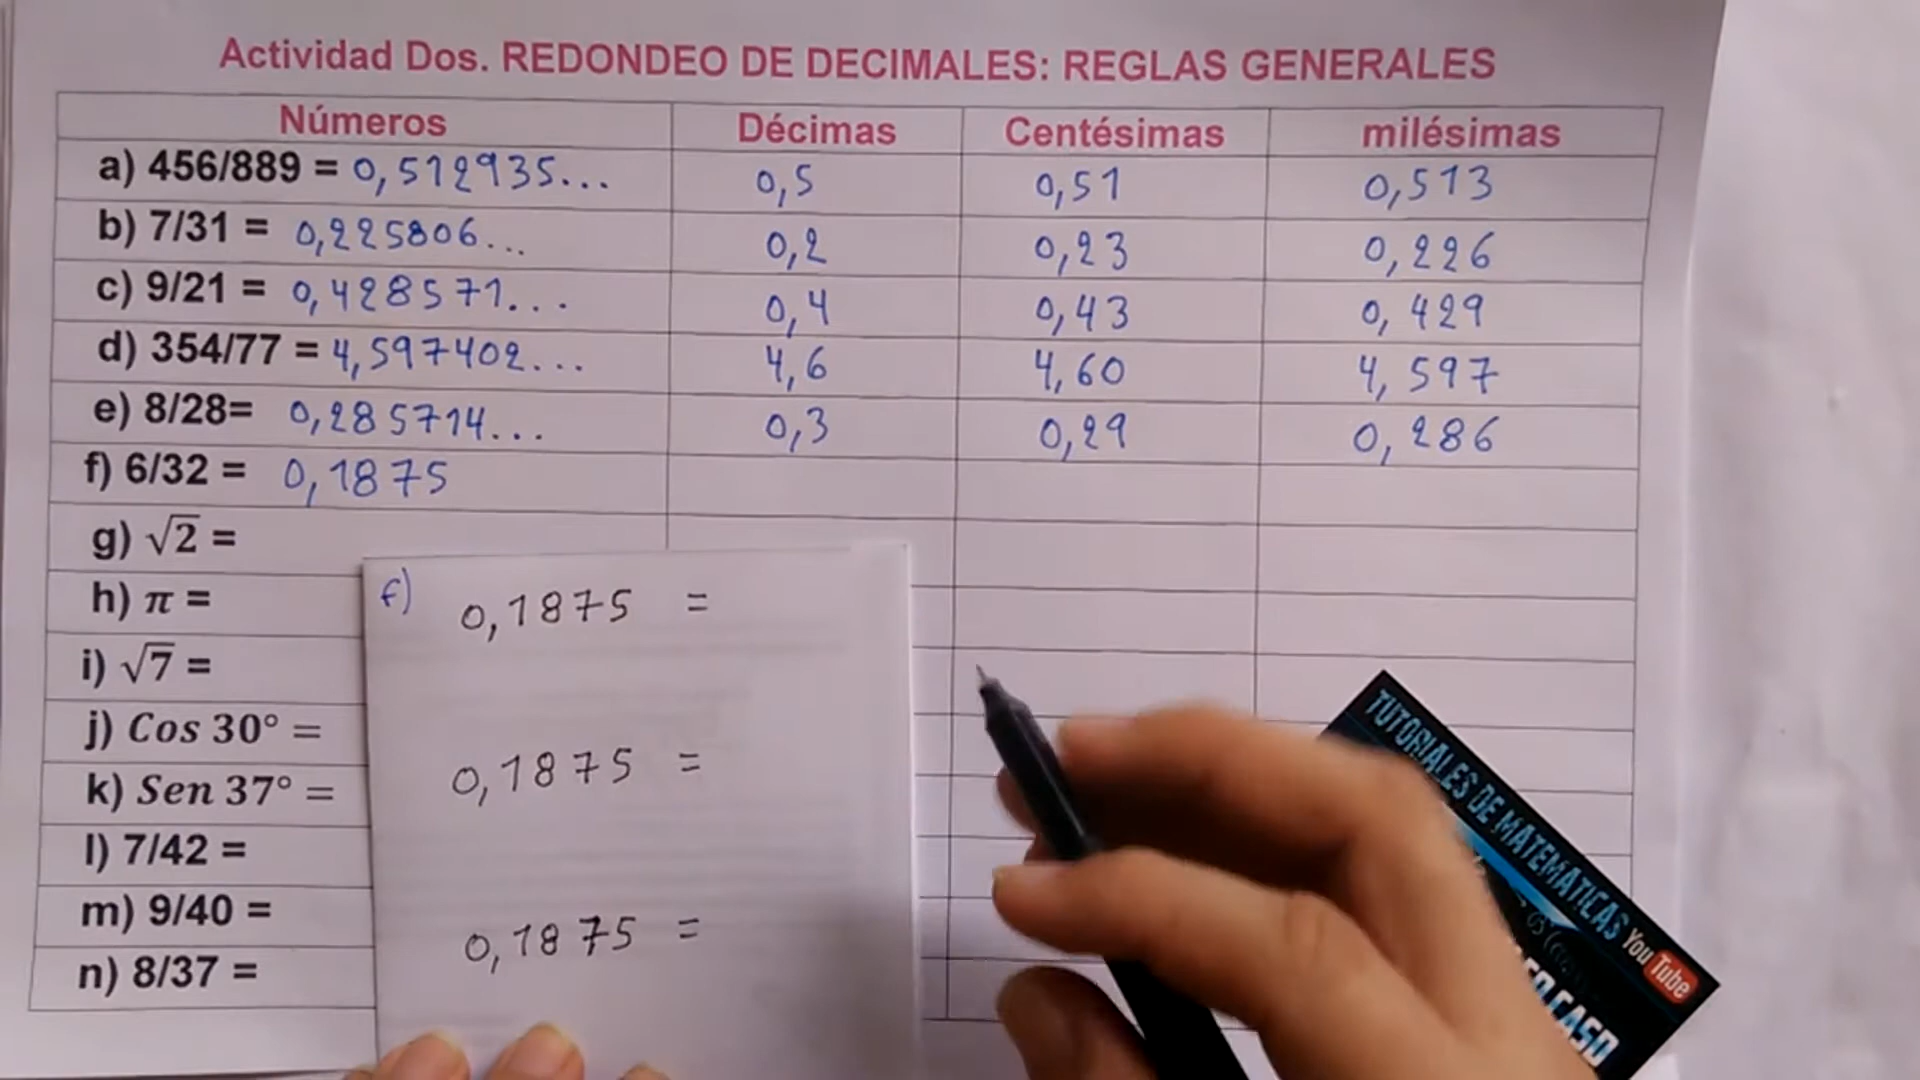 Actividad Dos. REDONDEO DE DECIMALES: REGLAS GENERALES
Números Décimas Centésimas milésimas
a) 456/889 = 0,512935... 0,5 0,51 0,513
b) 7/31 = 0,225806... 0,2 0,23 0,226
c) 9/21 = 0,428571... 0,4 0,43 0,429
d) 354/77 = 4,597402... 4,6 4,60 4,597
e) 8/28= 0,285714... 0,3 0,29 0,286
f) 6/32 = 0,1875
g) √2 =
h) π =
i) √7 =
j) Cos 30° =
k) Sen 37° =
l) 7/42 =
m) 9/40 =
n) 8/37 =
f) 0,1875 =
0,1875 =
0,1875 =
TUTORIALES DE MATEMATICAS YouTube